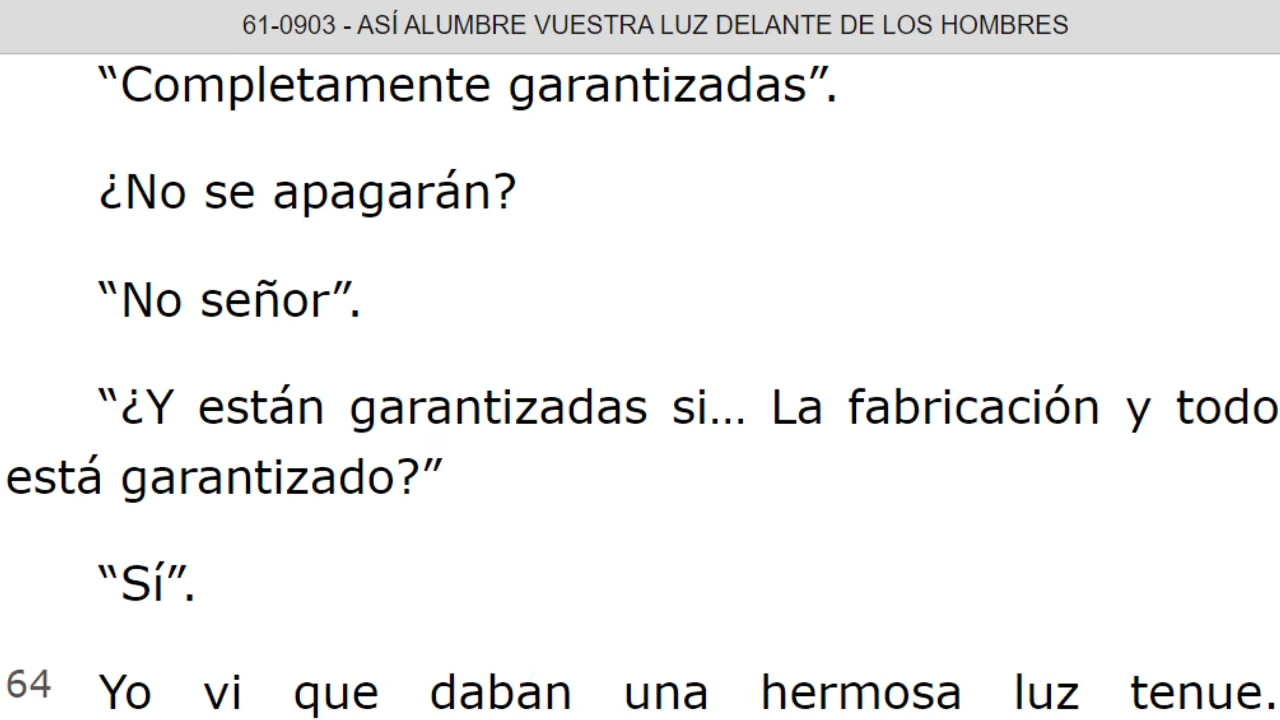 61-0903 - ASÍ ALUMBRE VUESTRA LUZ DELANTE DE LOS HOMBRES
“Completamente garantizadas”.
¿No se apagarán?
“No señor”.
“¿Y están garantizadas si… La fabricación y todo
está garantizado?”
“Sí”.
64 Yo vi que daban una hermosa luz tenue.